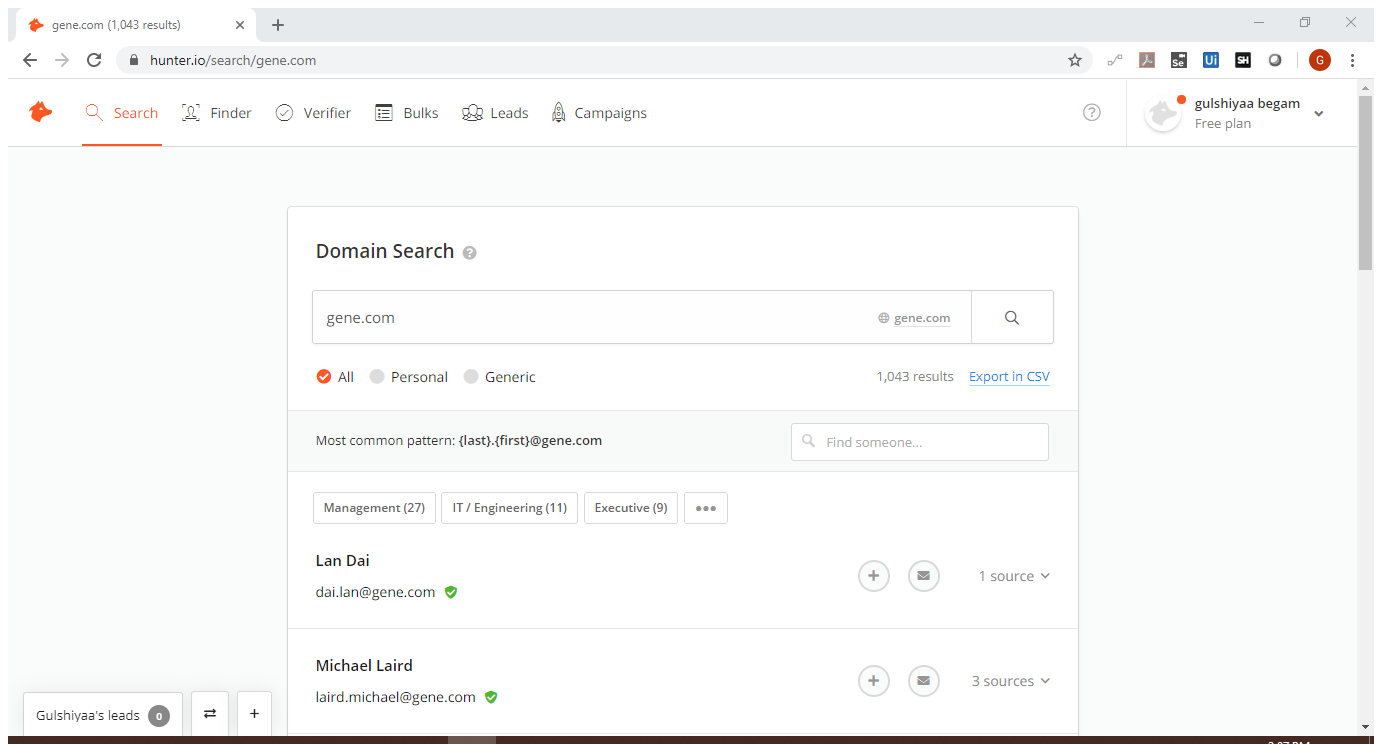 gene.com (1,043 results)
hunter.io/search/gene.com
Se
Ui
SH
G
Search Finder Verifier Bulks Leads Campaigns
?
gulshiyaa begam
Free plan
Domain Search ?
gene.com gene.com
All Personal Generic 1,043 results Export in CSV
Most common pattern: {last}.{first}@gene.com Find someone...
Management (27) IT / Engineering (11) Executive (9)
Lan Dai
dai.lan@gene.com
1 source
Michael Laird
laird.michael@gene.com
3 sources
Gulshiyaa's leads 0